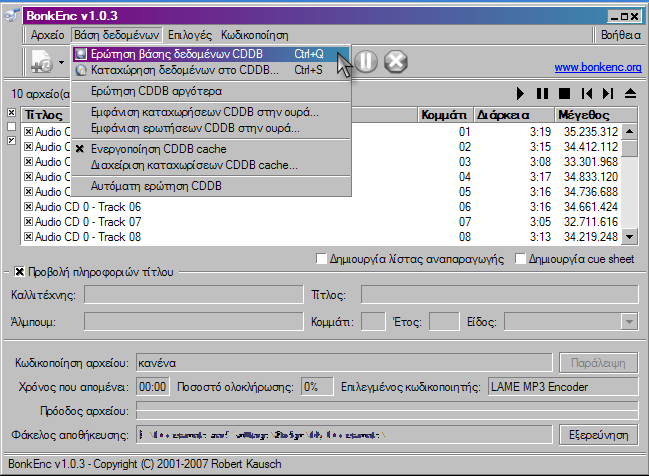 BonkEnc v1.0.3
Αρχείο Βάση δεδομένων Επιλογές Κωδικοποίηση Βοήθεια
Ερώτηση βάσης δεδομένων CDDB Ctrl+Q
Καταχώρηση δεδομένων στο CDDB... Ctrl+S
www.bonkenc.org
Ερώτηση CDDB αργότερα
10 αρχείο(α
Εμφάνιση καταχωρήσεων CDDB στην ουρά...
Τίτλος Κομμάτι Διάρκεια Μέγεθος
Εμφάνιση ερωτήσεων CDDB στην ουρά...
Audio C 01 3:19 35.235.312
Ενεργοποίηση CDDB cache
Audio C 02 3:15 34.412.112
Διαχείριση καταχωρίσεων CDDB cache...
Audio C 03 3:08 33.301.968
Audio C 04 3:17 34.833.120
Αυτόματη ερώτηση CDDB
Audio C 05 3:16 34.736.688
Audio CD 0 - Track 06 06 3:16 34.661.424
Audio CD 0 - Track 07 07 3:05 32.711.616
Audio CD 0 - Track 08 08 3:13 34.219.248
Δημιουργία λίστας αναπαραγωγής Δημιουργία cue sheet
Προβολή πληροφοριών τίτλου
Καλλιτέχνης: Τίτλος:
Άλμπουμ: Κομμάτι: Έτος: Είδος:
Κωδικοποίηση αρχείου: κανένα Παράλειψη
Χρόνος που απομένει: 00:00 Ποσοστό ολοκλήρωσης: 0% Επιλεγμένος κωδικοποιητής: LAME MP3 Encoder
Πρόοδος αρχείου:
Φάκελος αποθήκευσης: Εξερεύνηση
BonkEnc v1.0.3 - Copyright (C) 2001-2007 Robert Kausch